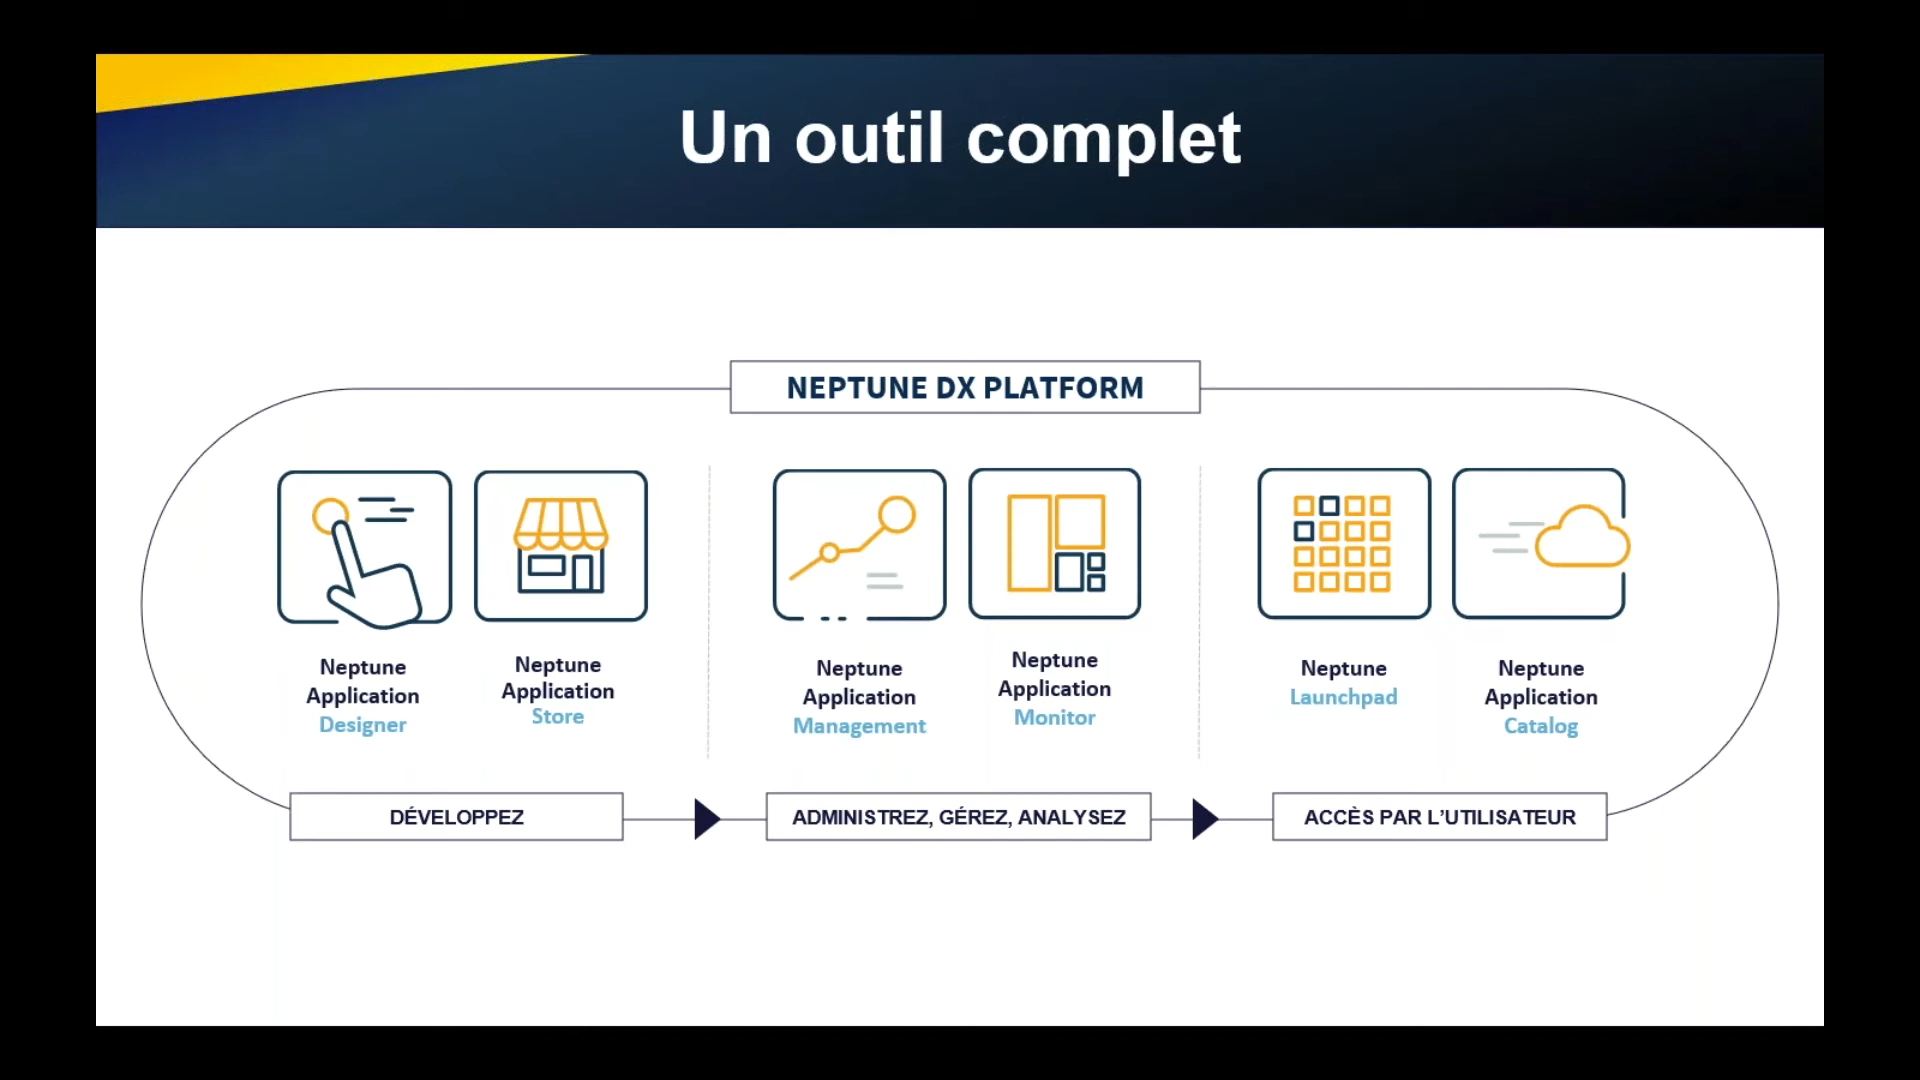 Un outil complet
NEPTUNE DX PLATFORM
Neptune
Application
Designer
Neptune
Application
Store
Neptune
Application
Management
Neptune
Application
Monitor
Neptune
Launchpad
Neptune
Application
Catalog
DÉVELOPPEZ
ADMINISTREZ, GÉREZ, ANALYSEZ
ACCÈS PAR L’UTILISATEUR